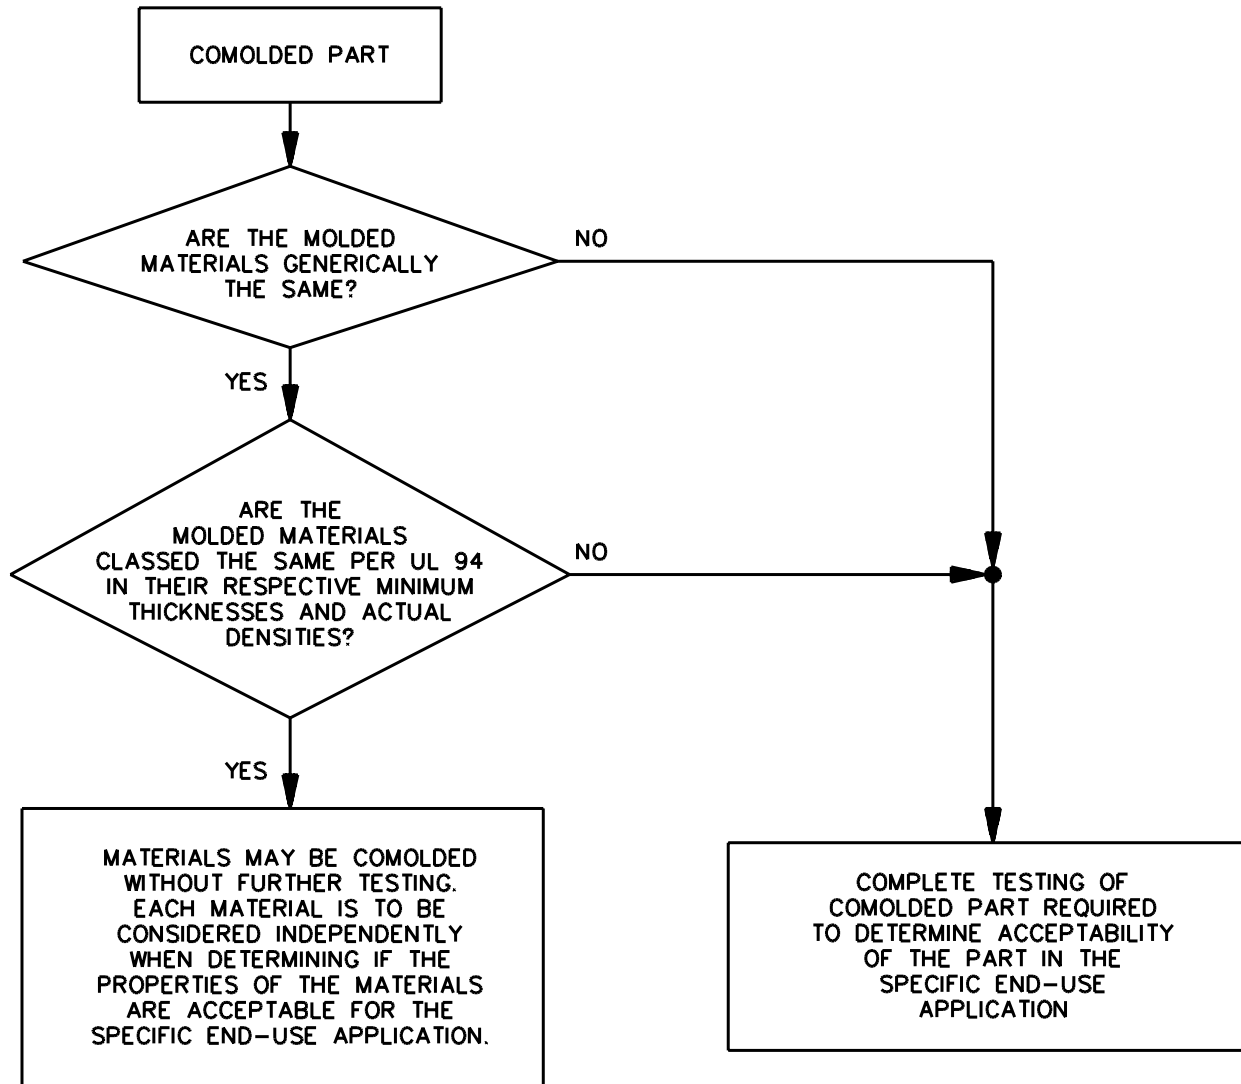 COMOLDED PART
ARE THE MOLDED
MATERIALS GENERICALLY
THE SAME?
NO
YES
ARE THE
MOLDED MATERIALS
CLASSED THE SAME PER UL 94
IN THEIR RESPECTIVE MINIMUM
THICKNESSES AND ACTUAL
DENSITIES?
NO
YES
MATERIALS MAY BE COMOLDED
WITHOUT FURTHER TESTING.
EACH MATERIAL IS TO BE
CONSIDERED INDEPENDENTLY
WHEN DETERMINING IF THE
PROPERTIES OF THE MATERIALS
ARE ACCEPTABLE FOR THE
SPECIFIC END-USE APPLICATION.
COMPLETE TESTING OF
COMOLDED PART REQUIRED
TO DETERMINE ACCEPTABILITY
OF THE PART IN THE
SPECIFIC END-USE
APPLICATION